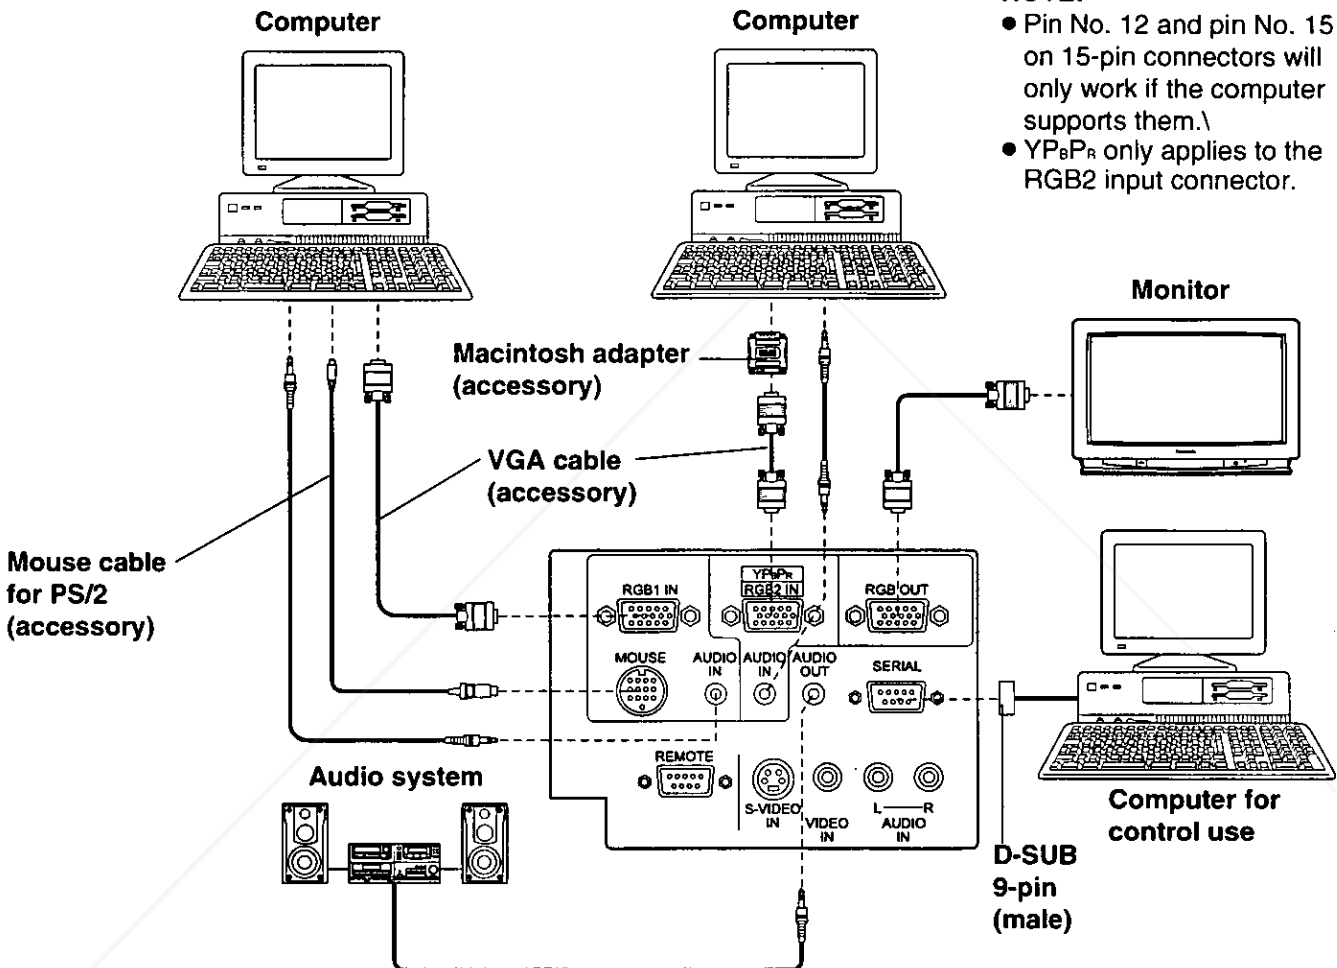 Computer
Computer
● Pin No. 12 and pin No. 15
on 15-pin connectors will
only work if the computer
supports them.\
● YPBPR only applies to the
RGB2 input connector.
Monitor
Macintosh adapter
(accessory)
VGA cable
(accessory)
Mouse cable
for PS/2
(accessory)
YPBPR
RGB1 IN
RGB2 IN
RGB OUT
MOUSE
AUDIO
IN
AUDIO
IN
AUDIO
OUT
SERIAL
REMOTE
S-VIDEO
IN
VIDEO
IN
L R
AUDIO
IN
Audio system
Computer for
control use
D-SUB
9-pin
(male)